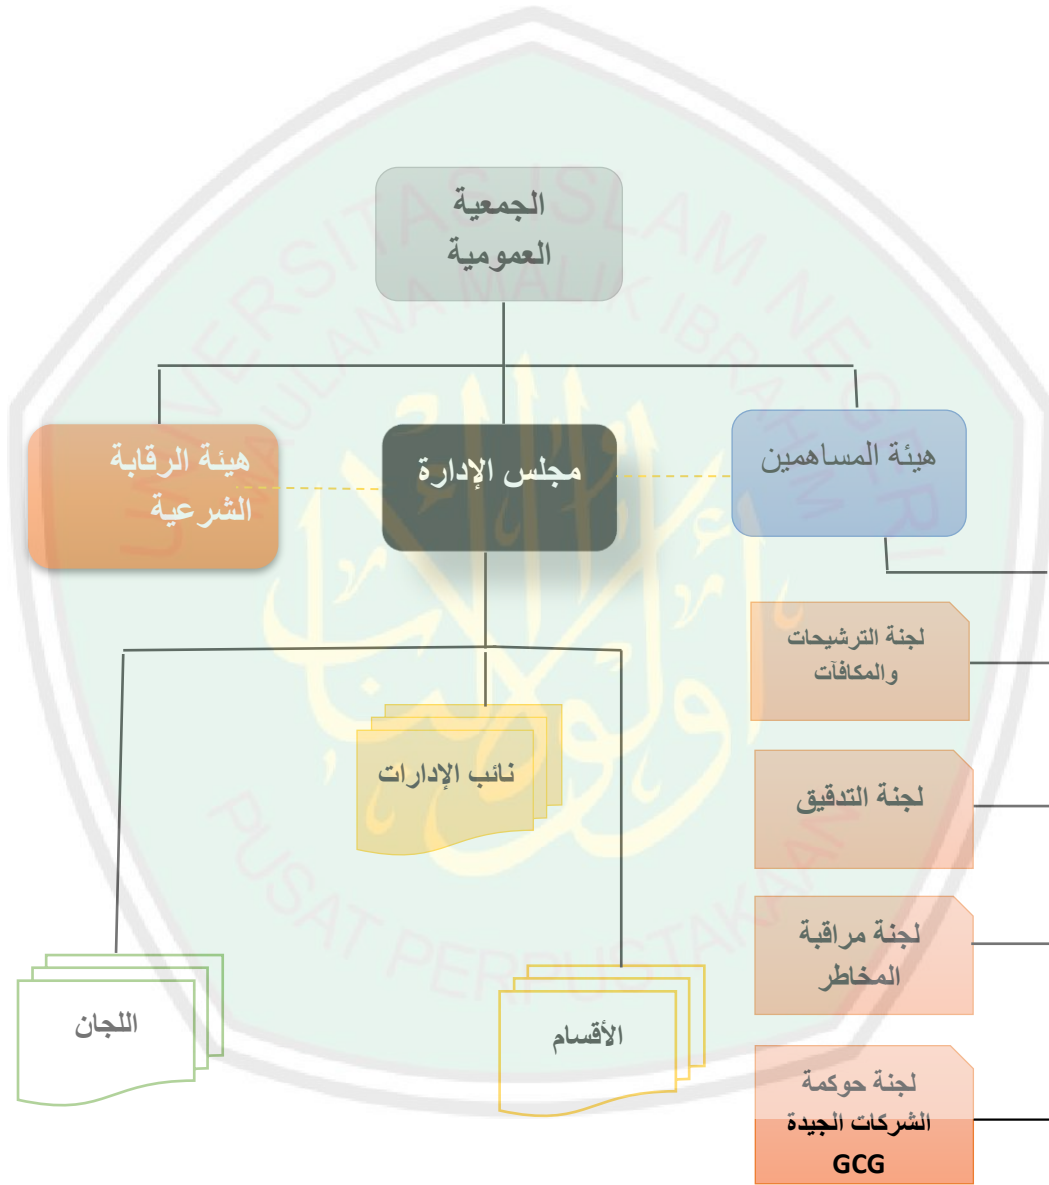 UNIVERSITAS ISLAM NEGERI
MAULANA MALIK IBRAHIM
الجمعية
العمومية
هيئة المساهمين
مجلس الإدارة
هيئة الرقابة
الشرعية
لجنة الترشيحات
والمكافآت
نائب الإدارات
لجنة التدقيق
لجنة مراقبة
المخاطر
الأقسام
اللجان
لجنة حوكمة
الشركات الجيدة
GCG
PUSAT PERPUSTAKAAN